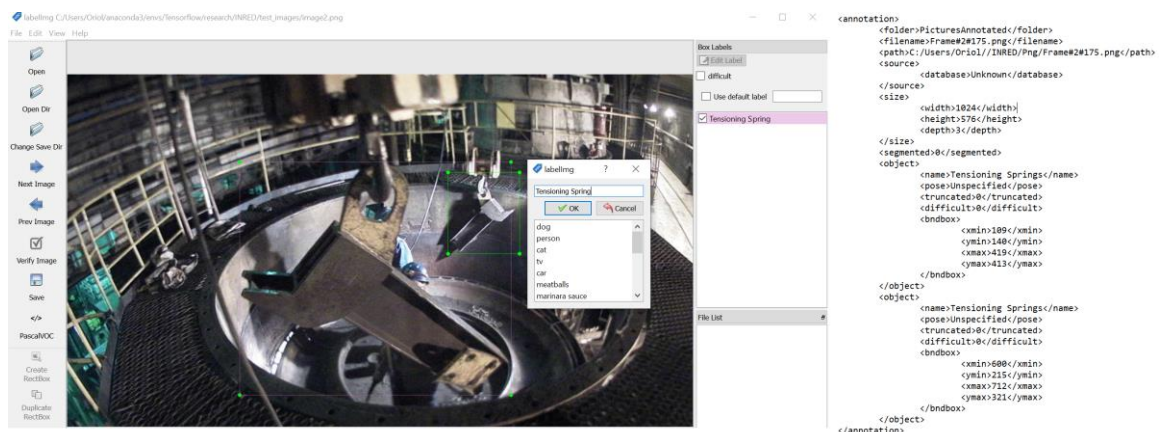 labelImg C:/Users/Oriol/anaconda3/envs/Tensorflow/research/INRED/test_images/image2.png
File Edit View Help
Open
Open Dir
Change Save Dir
Next Image
Prev Image
Verify Image
Save
</>
PascalVOC
Create
RectBox
Duplicate
RectBox
Box Labels
Edit Label
difficult
Use default label
Tensioning Spring
File List
labelImg ? ×
Tensioning Spring
OK Cancel
dog
person
cat
tv
car
meatballs
marinara sauce
<annotation>
<folder>PicturesAnnotated</folder>
<filename>Frame#2#175.png</filename>
<path>C:/Users/Oriol//INRED/Png/Frame#2#175.png</path>
<source>
<database>Unknown</database>
</source>
<size>
<width>1024</width>
<height>576</height>
<depth>3</depth>
</size>
<segmented>0</segmented>
<object>
<name>Tensioning Springs</name>
<pose>Unspecified</pose>
<truncated>0</truncated>
<difficult>0</difficult>
<bndbox>
<xmin>109</xmin>
<ymin>140</ymin>
<xmax>419</xmax>
<ymax>413</ymax>
</bndbox>
</object>
<object>
<name>Tensioning Springs</name>
<pose>Unspecified</pose>
<truncated>0</truncated>
<difficult>0</difficult>
<bndbox>
<xmin>600</xmin>
<ymin>215</ymin>
<xmax>712</xmax>
<ymax>321</ymax>
</bndbox>
</object>
</annotation>